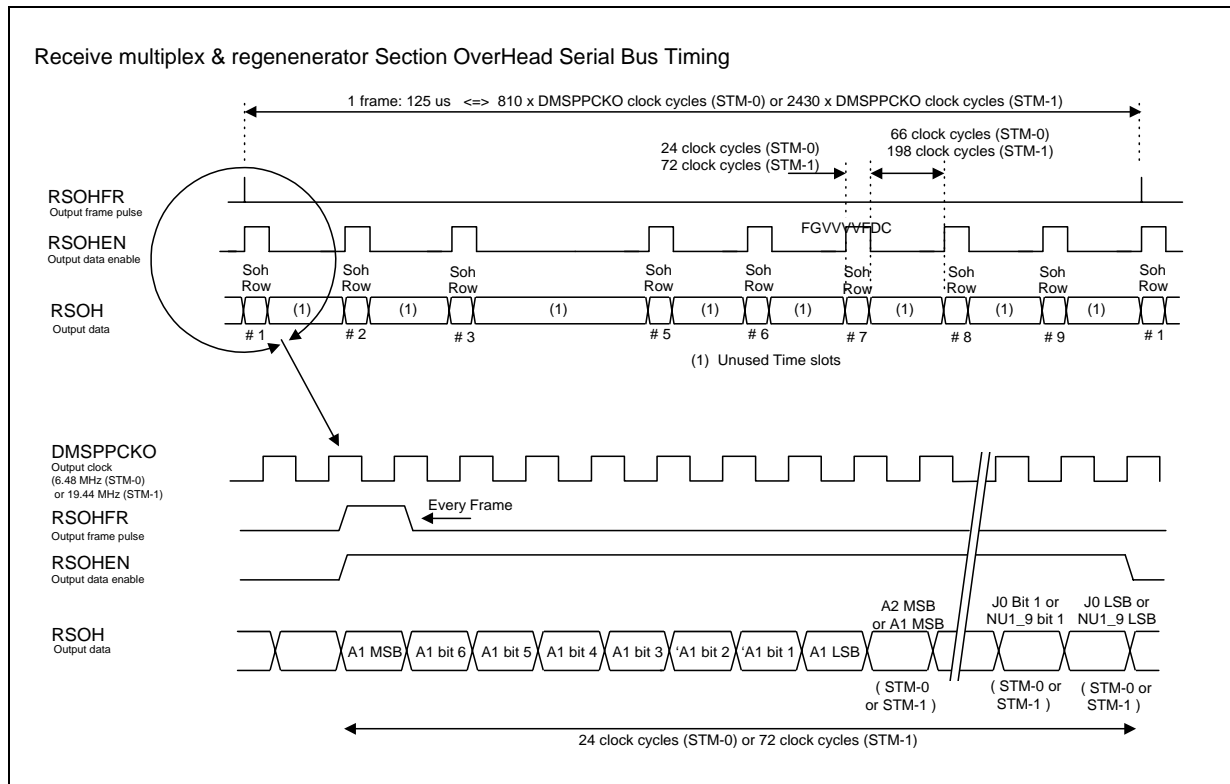 Receive multiplex & regenenerator Section OverHead Serial Bus Timing
1 frame: 125 us <=> 810 x DMSPPCKO clock cycles (STM-0) or 2430 x DMSPPCKO clock cycles (STM-1)
24 clock cycles (STM-0)
72 clock cycles (STM-1)
66 clock cycles (STM-0)
198 clock cycles (STM-1)
RSOHFR
Output frame pulse
RSOHEN
Output data enable
FGVVVVFDC
Soh Soh Soh Soh Soh Soh Soh Soh Soh
Row Row Row Row Row Row Row Row Row
RSOH
Output data
(1) (1) (1) (1) (1) (1) (1) (1)
# 1 # 2 # 3 # 5 # 6 # 7 # 8 # 9 # 1
(1) Unused Time slots
DMSPPCKO
Output clock
(6.48 MHz (STM-0)
or 19.44 MHz (STM-1)
RSOHFR
Output frame pulse
Every Frame
RSOHEN
Output data enable
A2 MSB
or A1 MSB
J0 Bit 1 or
NU1_9 bit 1
J0 LSB or
NU1_9 LSB
RSOH
Output data
A1 MSB A1 bit 6 A1 bit 5 A1 bit 4 A1 bit 3 'A1 bit 2 'A1 bit 1 A1 LSB
( STM-0
or STM-1 )
( STM-0 or
STM-1 )
( STM-0 or
STM-1 )
24 clock cycles (STM-0) or 72 clock cycles (STM-1)